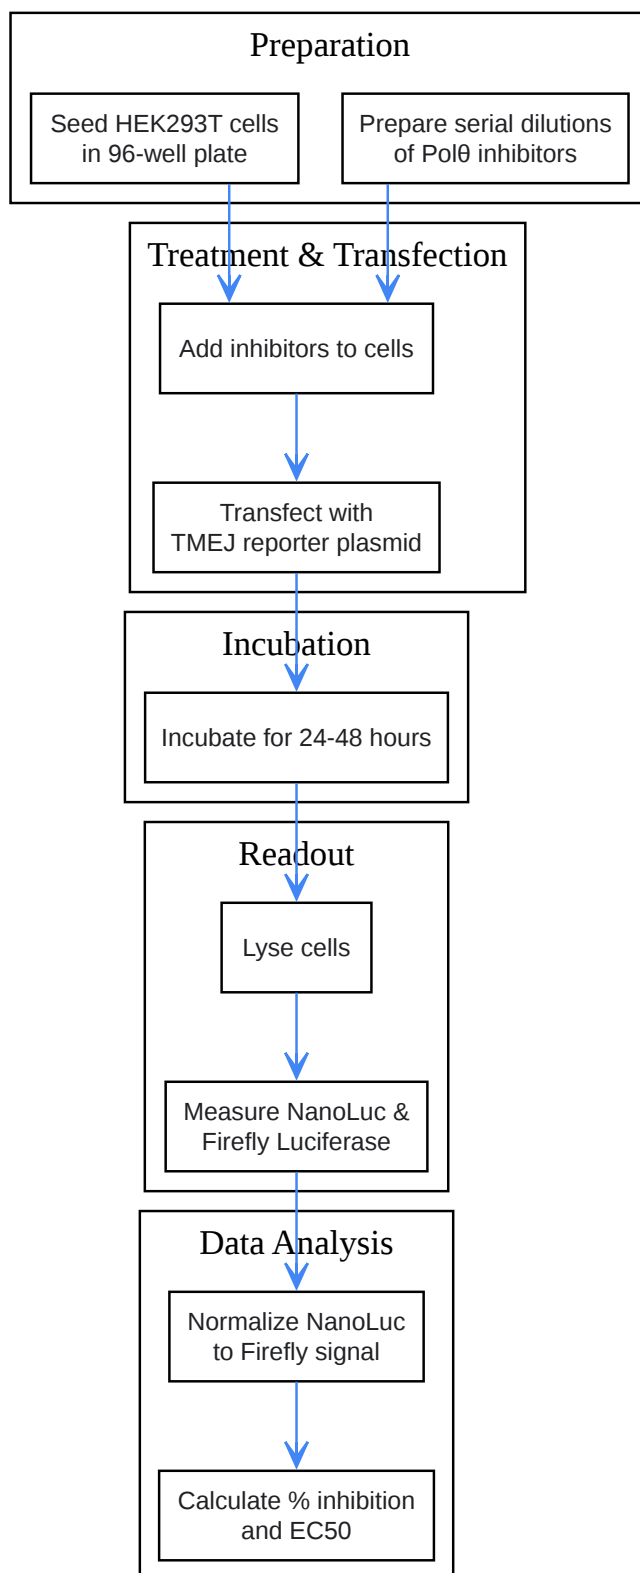 Preparation
Seed HEK293T cells
in 96-well plate
Prepare serial dilutions
of Polθ inhibitors
Treatment & Transfection
Add inhibitors to cells
Transfect with
TMEJ reporter plasmid
Incubation
Incubate for 24-48 hours
Readout
Lyse cells
Measure NanoLuc &
Firefly Luciferase
Data Analysis
Normalize NanoLuc
to Firefly signal
Calculate % inhibition
and EC50